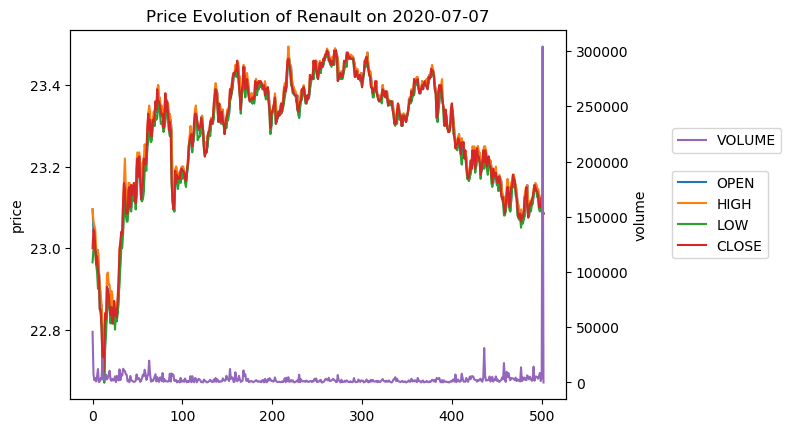 Price Evolution of Renault on 2020-07-07
price
23.4
23.2
23.0
22.8
0
100
200
300
400
500
300000
250000
200000
150000
100000
50000
0
volume
VOLUME
OPEN
HIGH
LOW
CLOSE